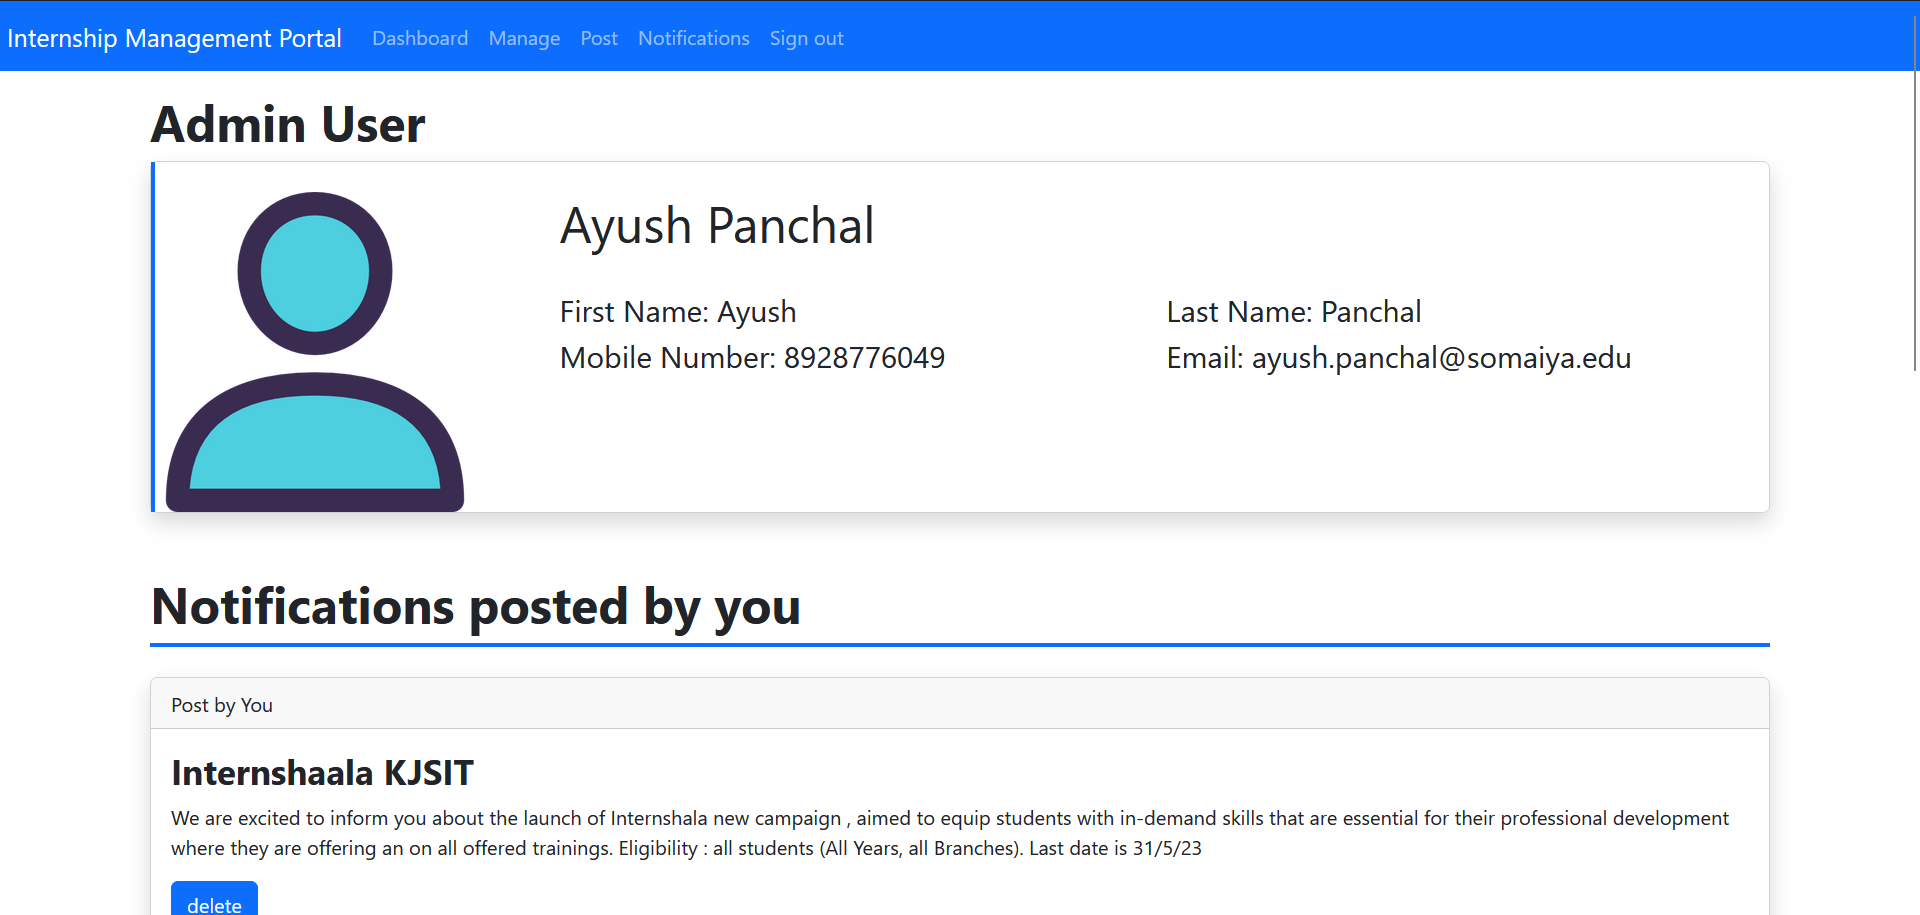 Internship Management Portal Dashboard Manage Post Notifications Sign out
Admin User
Ayush Panchal
First Name: Ayush Last Name: Panchal
Mobile Number: 8928776049 Email: ayush.panchal@somaiya.edu
Notifications posted by you
Post by You
Internshaala KJSIT
We are excited to inform you about the launch of Internshala new campaign , aimed to equip students with in-demand skills that are essential for their professional development
where they are offering an on all offered trainings. Eligibility : all students (All Years, all Branches). Last date is 31/5/23
delete